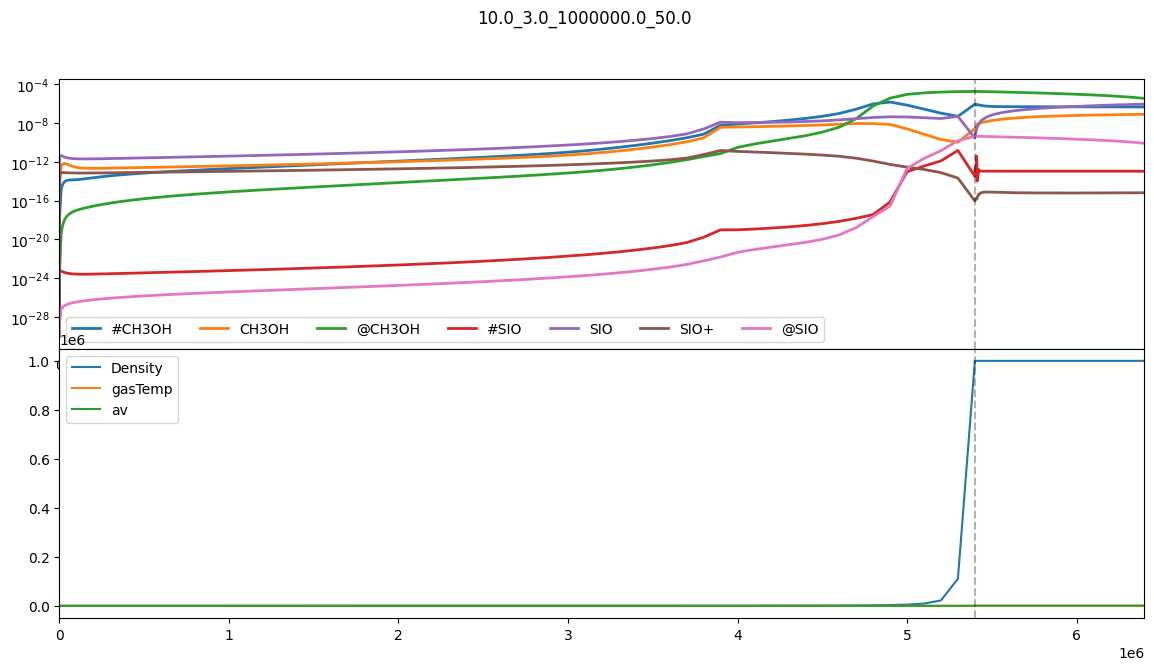 10.0_3.0_1000000.0_50.0
10⁻⁴
10⁻⁸
10⁻¹²
10⁻¹⁶
10⁻²⁰
10⁻²⁴
10⁻²⁸
#CH3OH CH3OH @CH3OH #SIO SIO SIO+ @SIO
1e6
0
1.0
0.8
0.6
0.4
0.2
0.0
Density
gasTemp
av
0 1 2 3 4 5 6
1e6